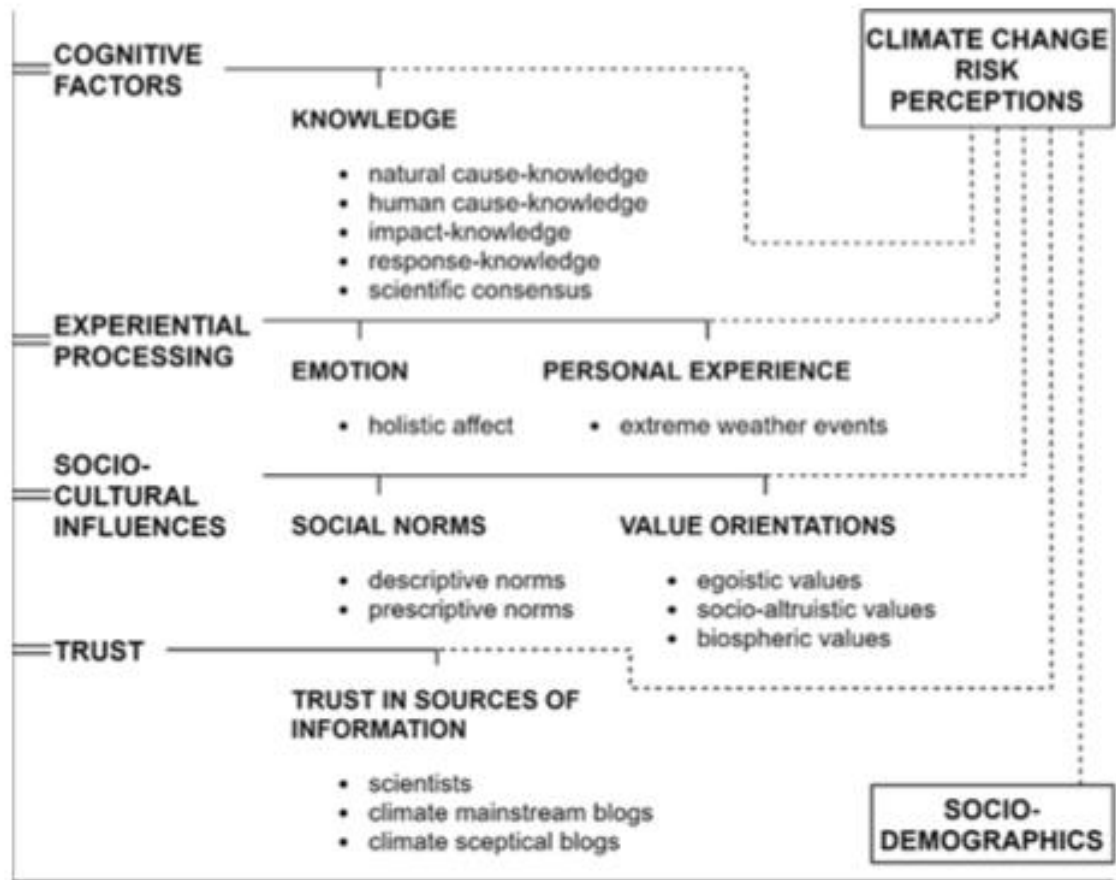 COGNITIVE
FACTORS
CLIMATE CHANGE
RISK
PERCEPTIONS
KNOWLEDGE
• natural cause-knowledge
• human cause-knowledge
• impact-knowledge
• response-knowledge
• scientific consensus
EXPERIENTIAL
PROCESSING
EMOTION
• holistic affect
PERSONAL EXPERIENCE
• extreme weather events
SOCIO-
CULTURAL
INFLUENCES
SOCIAL NORMS
• descriptive norms
• prescriptive norms
VALUE ORIENTATIONS
• egoistic values
• socio-altruistic values
• biospheric values
TRUST
TRUST IN SOURCES OF
INFORMATION
• scientists
• climate mainstream blogs
• climate sceptical blogs
SOCIO-
DEMOGRAPHICS